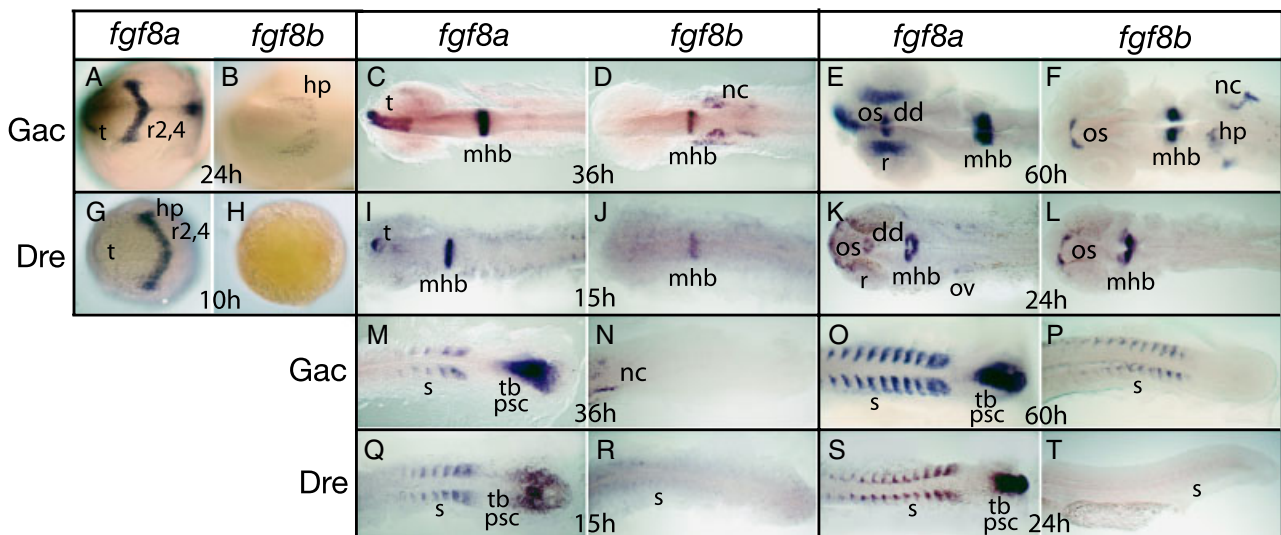 fgf8a fgf8b fgf8a fgf8b fgf8a fgf8b
Gac
A t r2,4
B hp
24h
C t mhb
D nc mhb
36h
E os dd r mhb
F os mhb nc hp
60h
Dre
G hp r2,4 t
H
10h
I t mhb
J mhb
15h
K os dd r mhb ov
L os mhb
24h
Gac
M s tb psc
N nc
36h
O s tb psc
P s
60h
Dre
Q s tb psc
R s
15h
S s tb psc
T s
24h